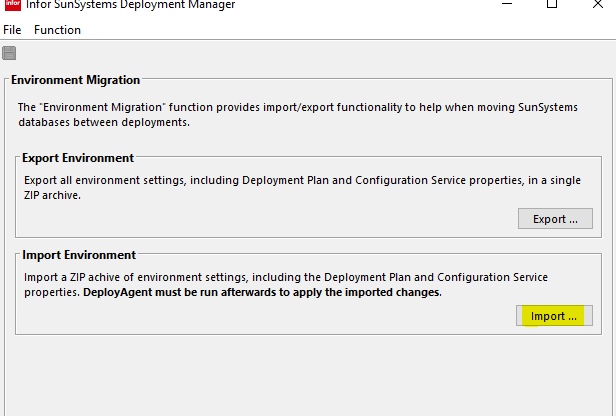 infor Infor SunSystems Deployment Manager
File Function
Environment Migration
The "Environment Migration" function provides import/export functionality to help when moving SunSystems
databases between deployments.
Export Environment
Export all environment settings, including Deployment Plan and Configuration Service properties, in a single
ZIP archive.
Export ...
Import Environment
Import a ZIP achive of environment settings, including the Deployment Plan and Configuration Service
properties. DeployAgent must be run afterwards to apply the imported changes.
Import ...